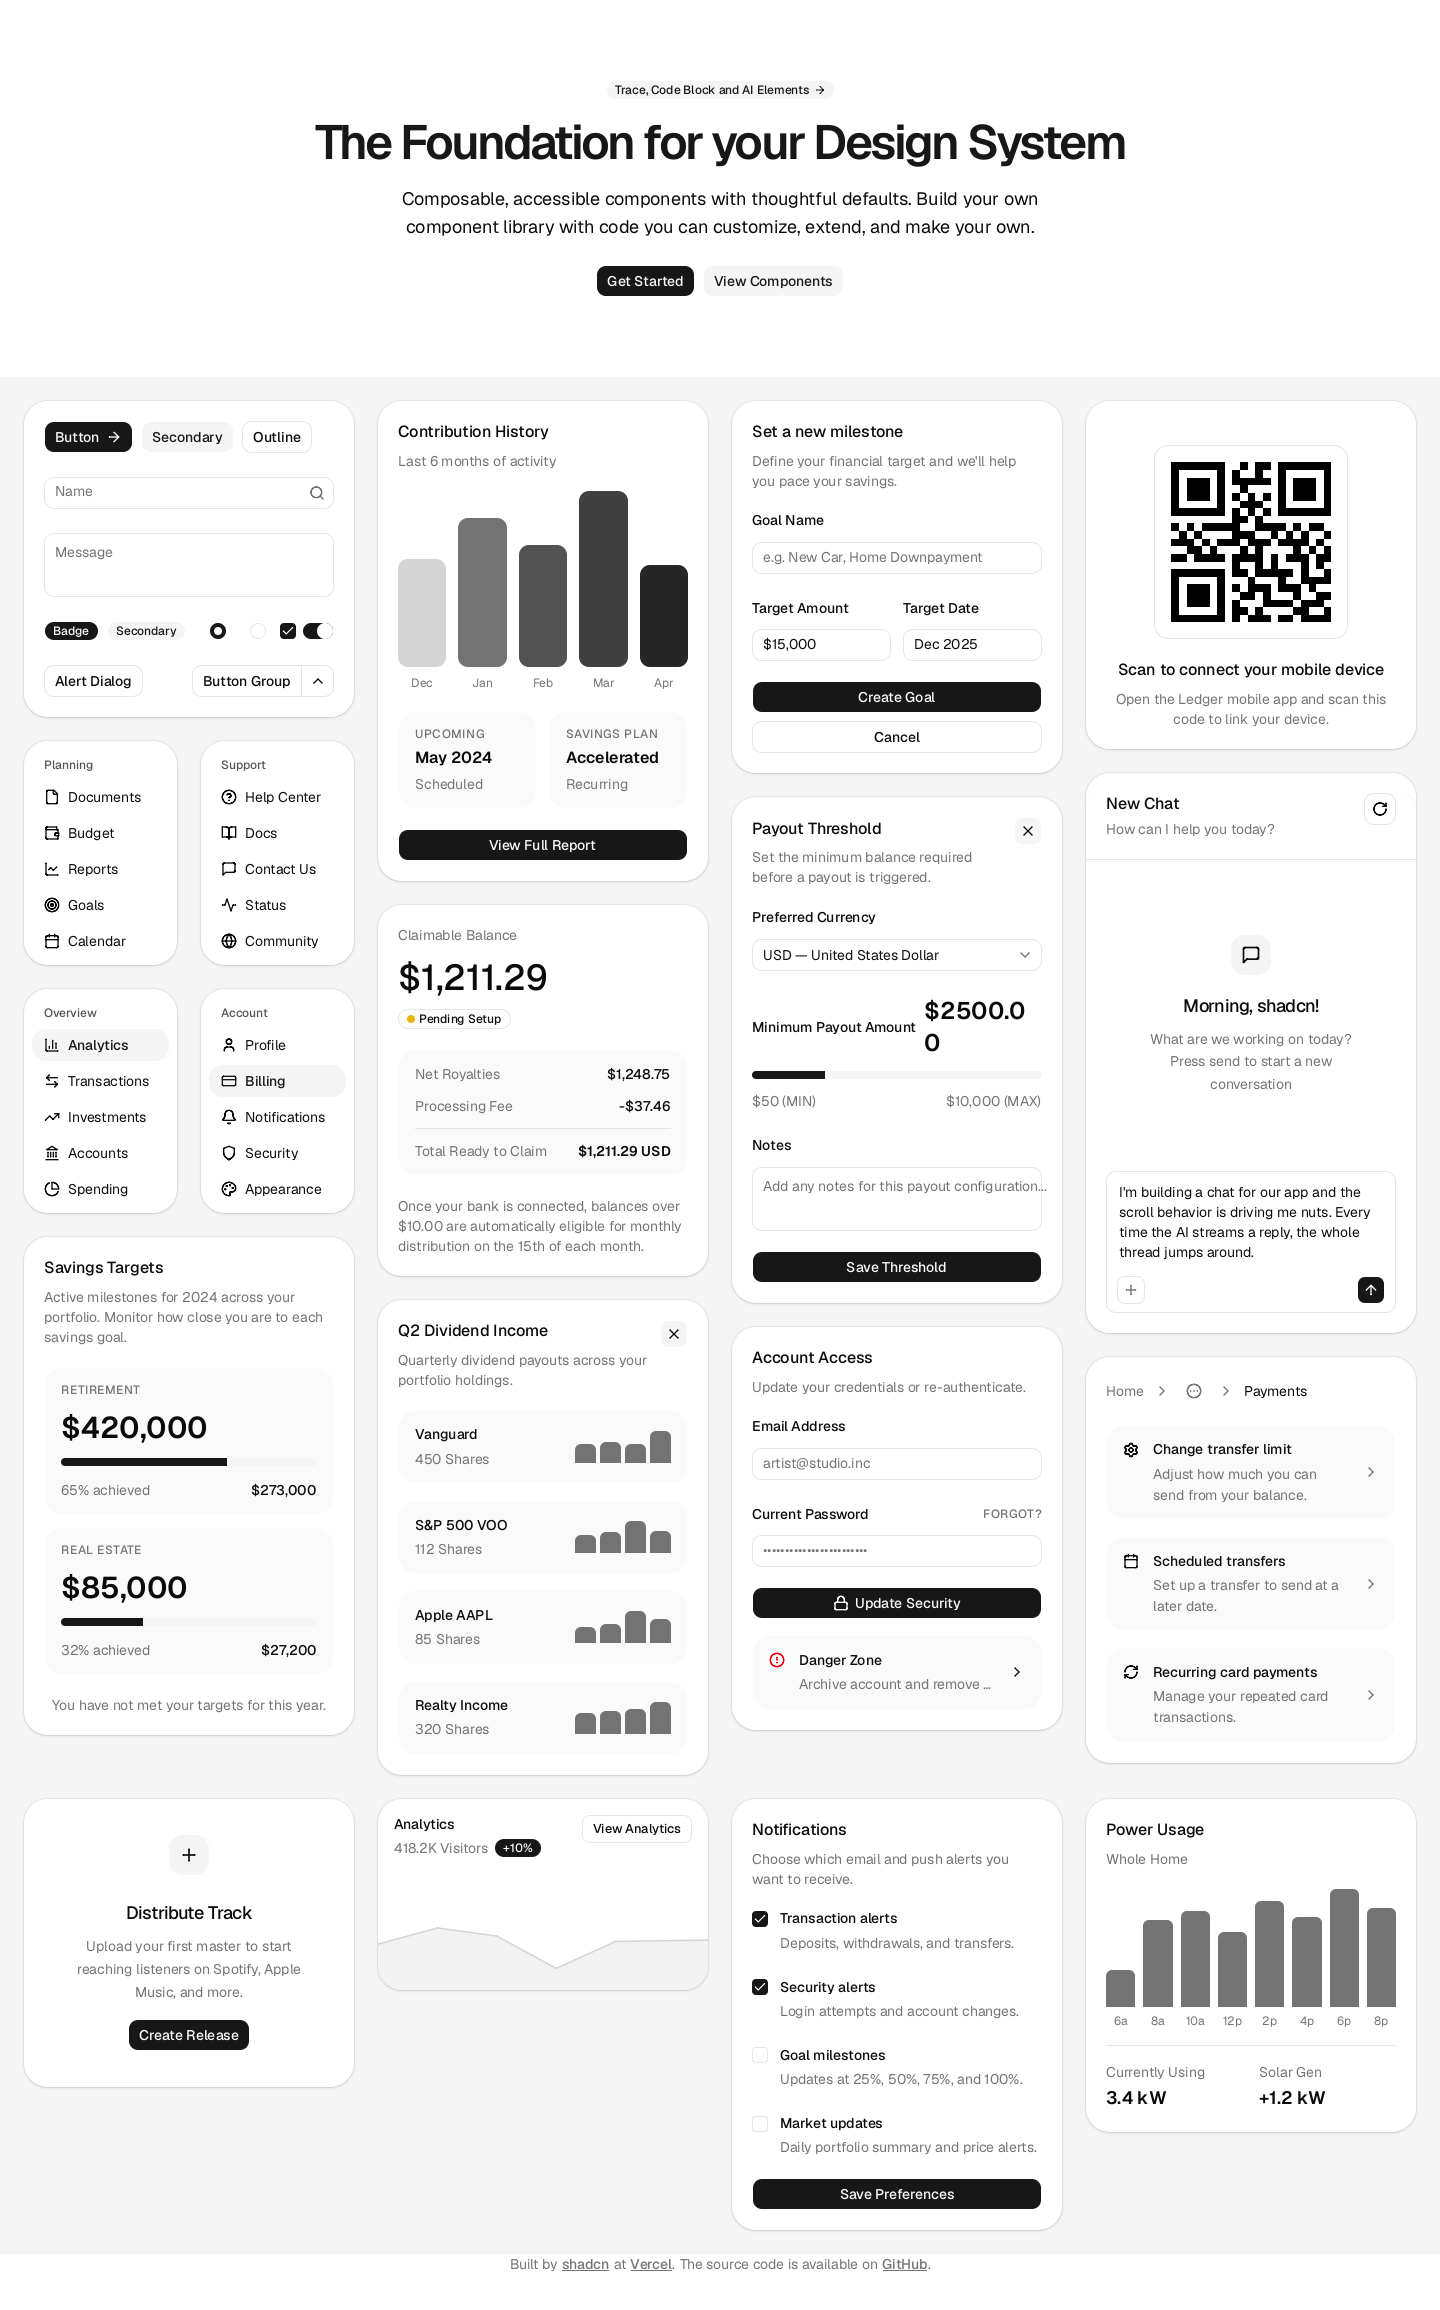 Trace, Code Block and AI Elements
The Foundation for your Design System
Composable, accessible components with thoughtful defaults. Build your own
component library with code you can customize, extend, and make your own.
Get Started
View Components
Button
Secondary
Outline
Name
Message
Badge
Secondary
Alert Dialog
Button Group
Planning
Documents
Budget
Reports
Goals
Calendar
Support
Help Center
Docs
Contact Us
Status
Community
Overview
Analytics
Transactions
Investments
Accounts
Spending
Account
Profile
Billing
Notifications
Security
Appearance
Savings Targets
Active milestones for 2024 across your
portfolio. Monitor how close you are to each
savings goal.
RETIREMENT
$420,000
65% achieved
$273,000
REAL ESTATE
$85,000
32% achieved
$27,200
You have not met your targets for this year.
Contribution History
Last 6 months of activity
Dec
Jan
Feb
Mar
Apr
UPCOMING
May 2024
Scheduled
SAVINGS PLAN
Accelerated
Recurring
View Full Report
Claimable Balance
$1,211.29
Pending Setup
Net Royalties
$1,248.75
Processing Fee
-$37.46
Total Ready to Claim
$1,211.29 USD
Once your bank is connected, balances over
$10.00 are automatically eligible for monthly
distribution on the 15th of each month.
Q2 Dividend Income
Quarterly dividend payouts across your
portfolio holdings.
Vanguard
450 Shares
S&P 500 VOO
112 Shares
Apple AAPL
85 Shares
Realty Income
320 Shares
Set a new milestone
Define your financial target and we'll help
you pace your savings.
Goal Name
e.g. New Car, Home Downpayment
Target Amount
Target Date
$15,000
Dec 2025
Create Goal
Cancel
Payout Threshold
Set the minimum balance required
before a payout is triggered.
Preferred Currency
USD — United States Dollar
Minimum Payout Amount
$2500.0
0
$50 (MIN)
$10,000 (MAX)
Notes
Add any notes for this payout configuration...
Save Threshold
Account Access
Update your credentials or re-authenticate.
Email Address
artist@studio.inc
Current Password
FORGOT?
Update Security
Danger Zone
Archive account and remove ...
Scan to connect your mobile device
Open the Ledger mobile app and scan this
code to link your device.
New Chat
How can I help you today?
Morning, shadcn!
What are we working on today?
Press send to start a new
conversation
I'm building a chat for our app and the
scroll behavior is driving me nuts. Every
time the AI streams a reply, the whole
thread jumps around.
Home
Payments
Change transfer limit
Adjust how much you can
send from your balance.
Scheduled transfers
Set up a transfer to send at a
later date.
Recurring card payments
Manage your repeated card
transactions.
Distribute Track
Upload your first master to start
reaching listeners on Spotify, Apple
Music, and more.
Create Release
Analytics
418.2K Visitors
+10%
View Analytics
Notifications
Choose which email and push alerts you
want to receive.
Transaction alerts
Deposits, withdrawals, and transfers.
Security alerts
Login attempts and account changes.
Goal milestones
Updates at 25%, 50%, 75%, and 100%.
Market updates
Daily portfolio summary and price alerts.
Save Preferences
Power Usage
Whole Home
6a
8a
10a
12p
2p
4p
6p
8p
Currently Using
3.4 kW
Solar Gen
+1.2 kW
Built by shadcn at Vercel. The source code is available on GitHub.